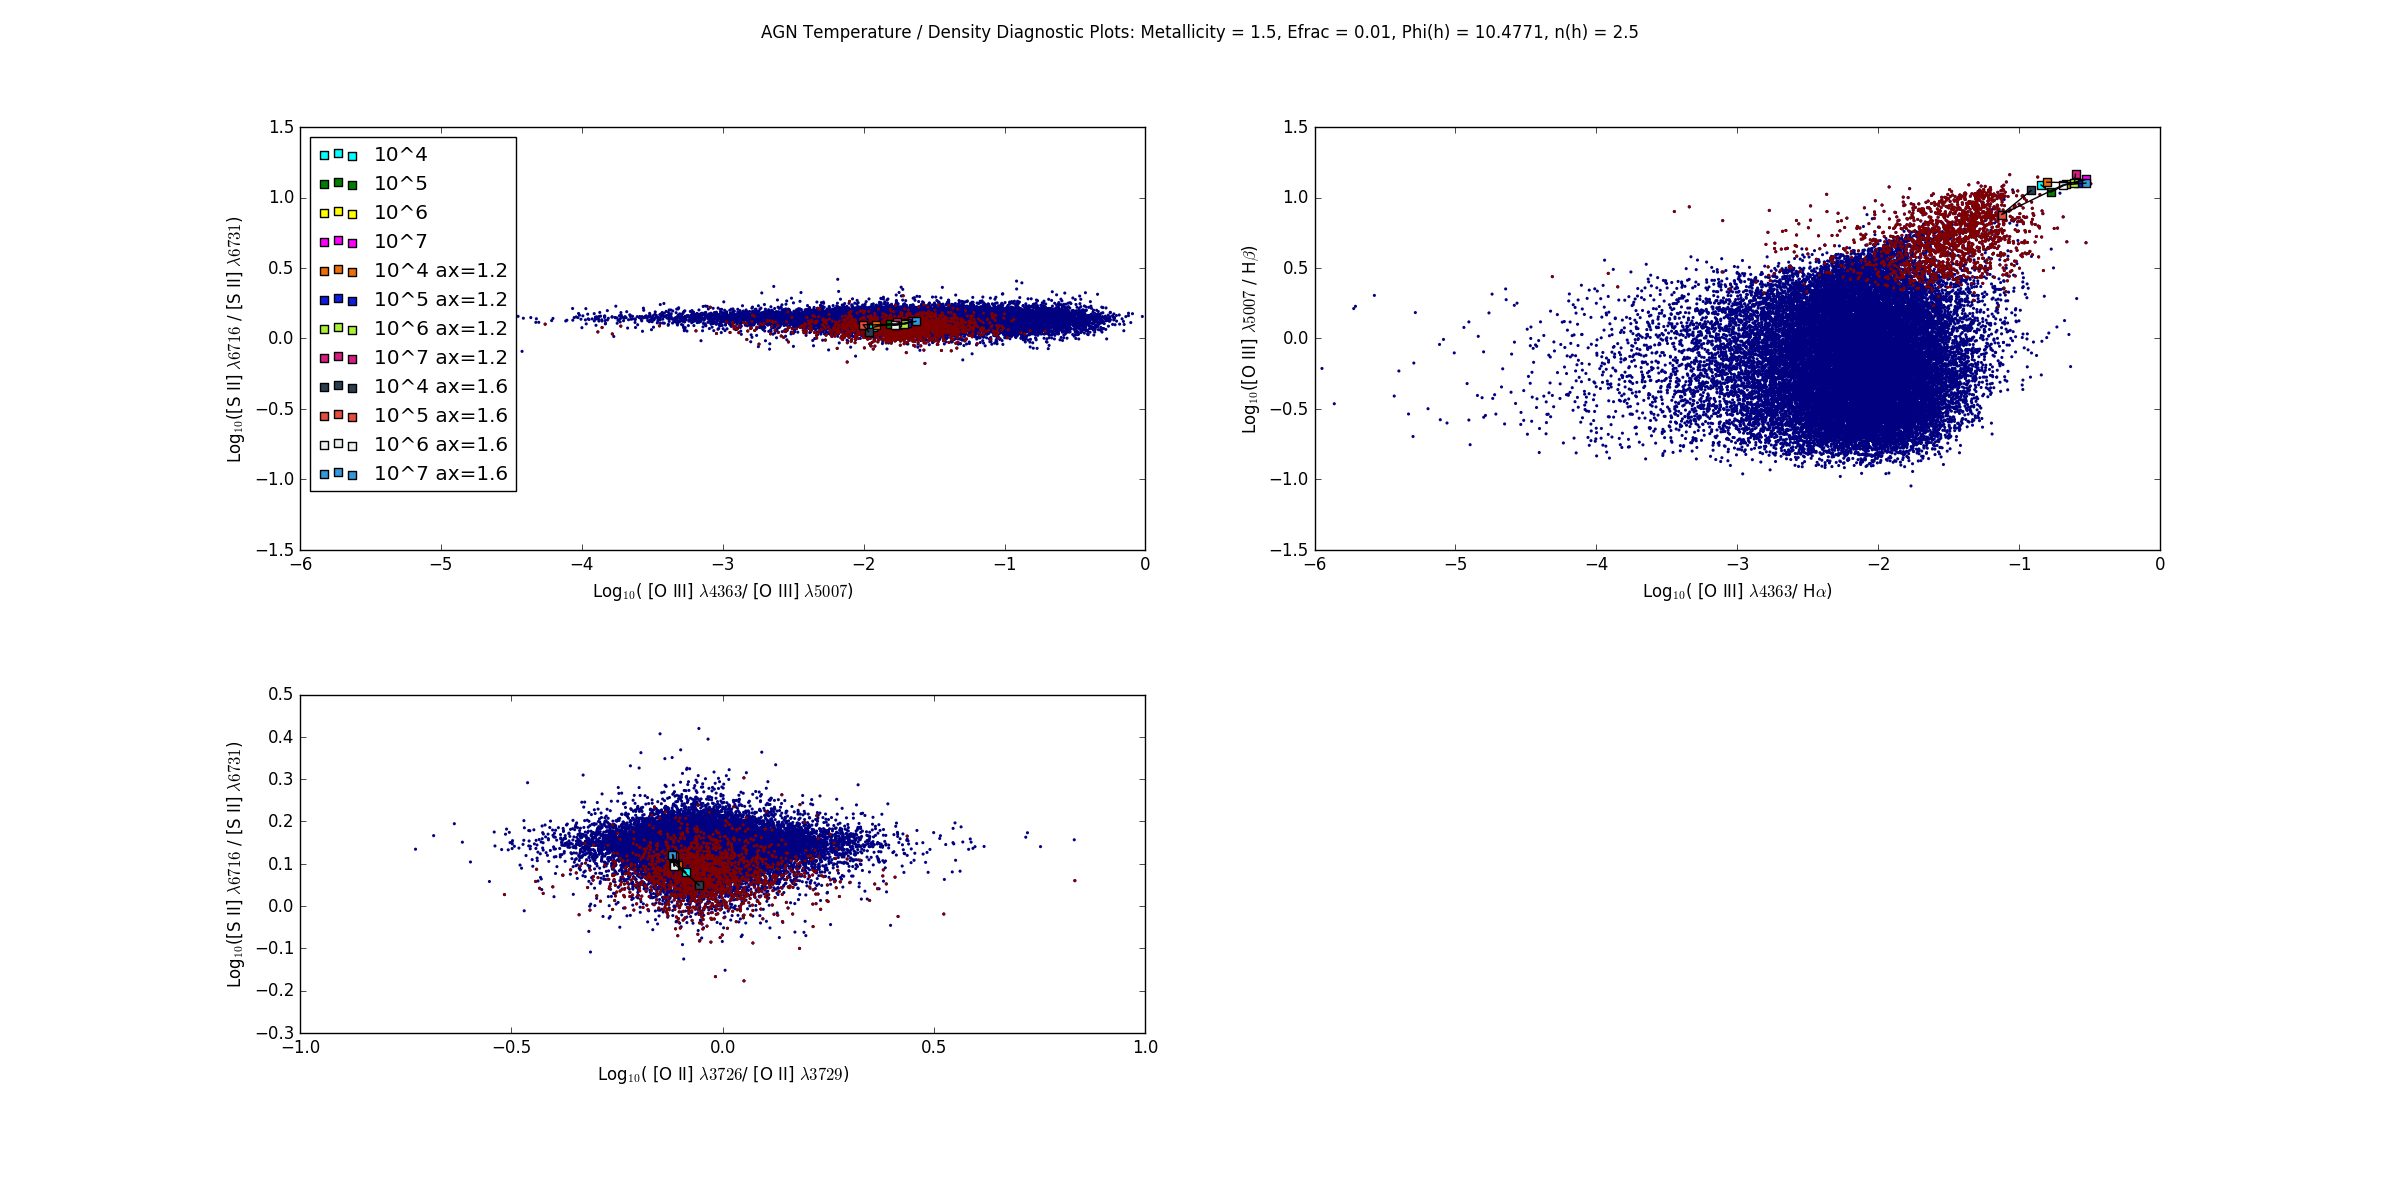 AGN Temperature / Density Diagnostic Plots: Metallicity = 1.5, Efrac = 0.01, Phi(h) = 10.4771, n(h) = 2.5
Log10([S II] λ6716 / [S II] λ6731)
1.5
1.0
0.5
0.0
−0.5
−1.0
−1.5
10^4
10^5
10^6
10^7
10^4 ax=1.2
10^5 ax=1.2
10^6 ax=1.2
10^7 ax=1.2
10^4 ax=1.6
10^5 ax=1.6
10^6 ax=1.6
10^7 ax=1.6
−6 −5 −4 −3 −2 −1 0
Log10( [O III] λ4363/ [O III] λ5007)
Log10([O III] λ5007 / Hβ)
1.5
1.0
0.5
0.0
−0.5
−1.0
−1.5
−6 −5 −4 −3 −2 −1 0
Log10( [O III] λ4363/ Hα)
Log10([S II] λ6716 / [S II] λ6731)
0.5
0.4
0.3
0.2
0.1
0.0
−0.1
−0.2
−0.3
−1.0 −0.5 0.0 0.5 1.0
Log10( [O II] λ3726/ [O II] λ3729)